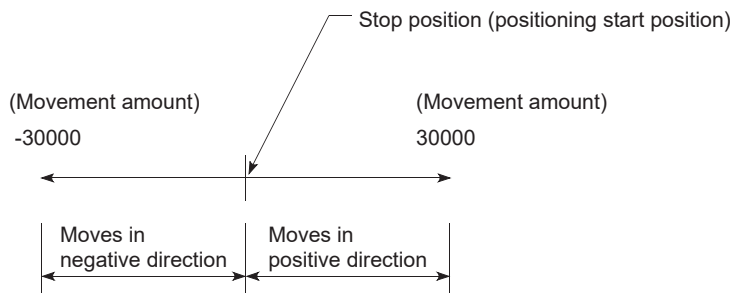 Stop position (positioning start position)
(Movement amount)
-30000
(Movement amount)
30000
Moves in
negative direction
Moves in
positive direction